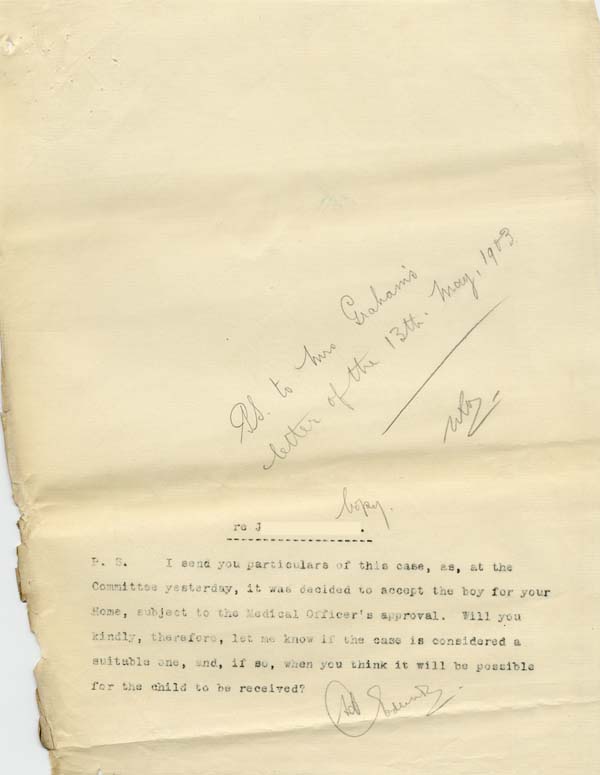 PS. to Mrs Graham's
letter of the 13th. May, 1903
Copy.
re J .
P. S. I send you particulars of this case, as, at the
Committee yesterday, it was decided to accept the boy for your
Home, subject to the Medical Officer's approval. Will you
kindly, therefore, let me know if the case is considered a
suitable one, and, if so, when you think it will be possible
for the child to be received?